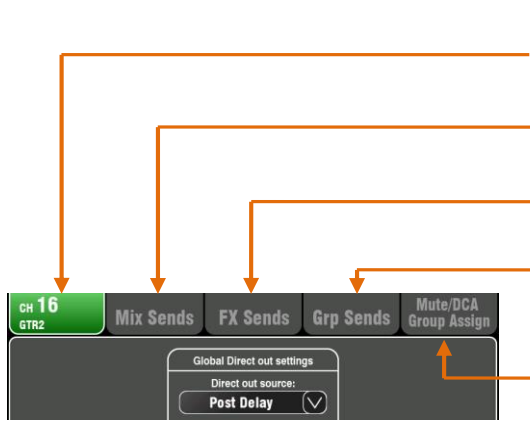 CH 16
GTR2
Mix Sends
FX Sends
Grp Sends
Mute/DCA
Group Assign
Global Direct out settings
Direct out source:
Post Delay